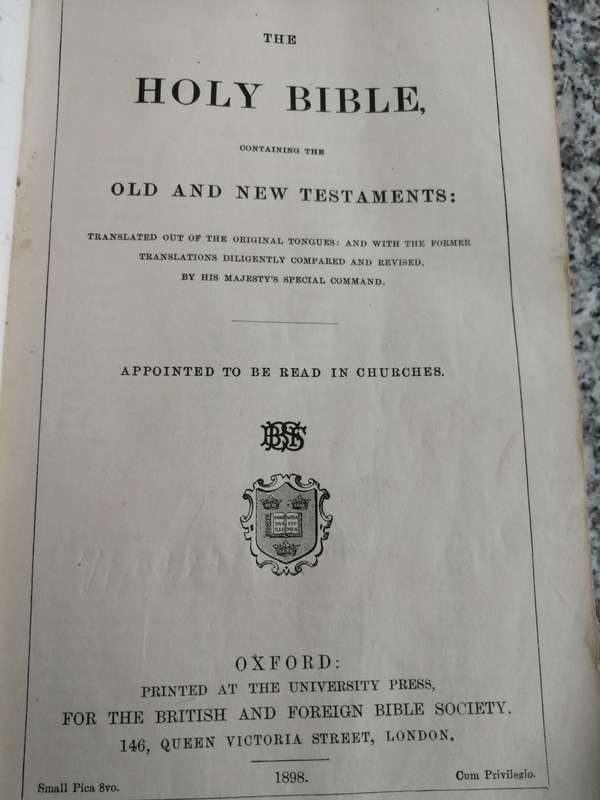 THE
HOLY BIBLE,
CONTAINING THE
OLD AND NEW TESTAMENTS:
TRANSLATED OUT OF THE ORIGINAL TONGUES: AND WITH THE FORMER
TRANSLATIONS DILIGENTLY COMPARED AND REVISED,
BY HIS MAJESTY'S SPECIAL COMMAND.
APPOINTED TO BE READ IN CHURCHES.
OXFORD:
PRINTED AT THE UNIVERSITY PRESS,
FOR THE BRITISH AND FOREIGN BIBLE SOCIETY,
146, QUEEN VICTORIA STREET, LONDON.
1898.
Small Pica 8vo.
Cum Privilegio.